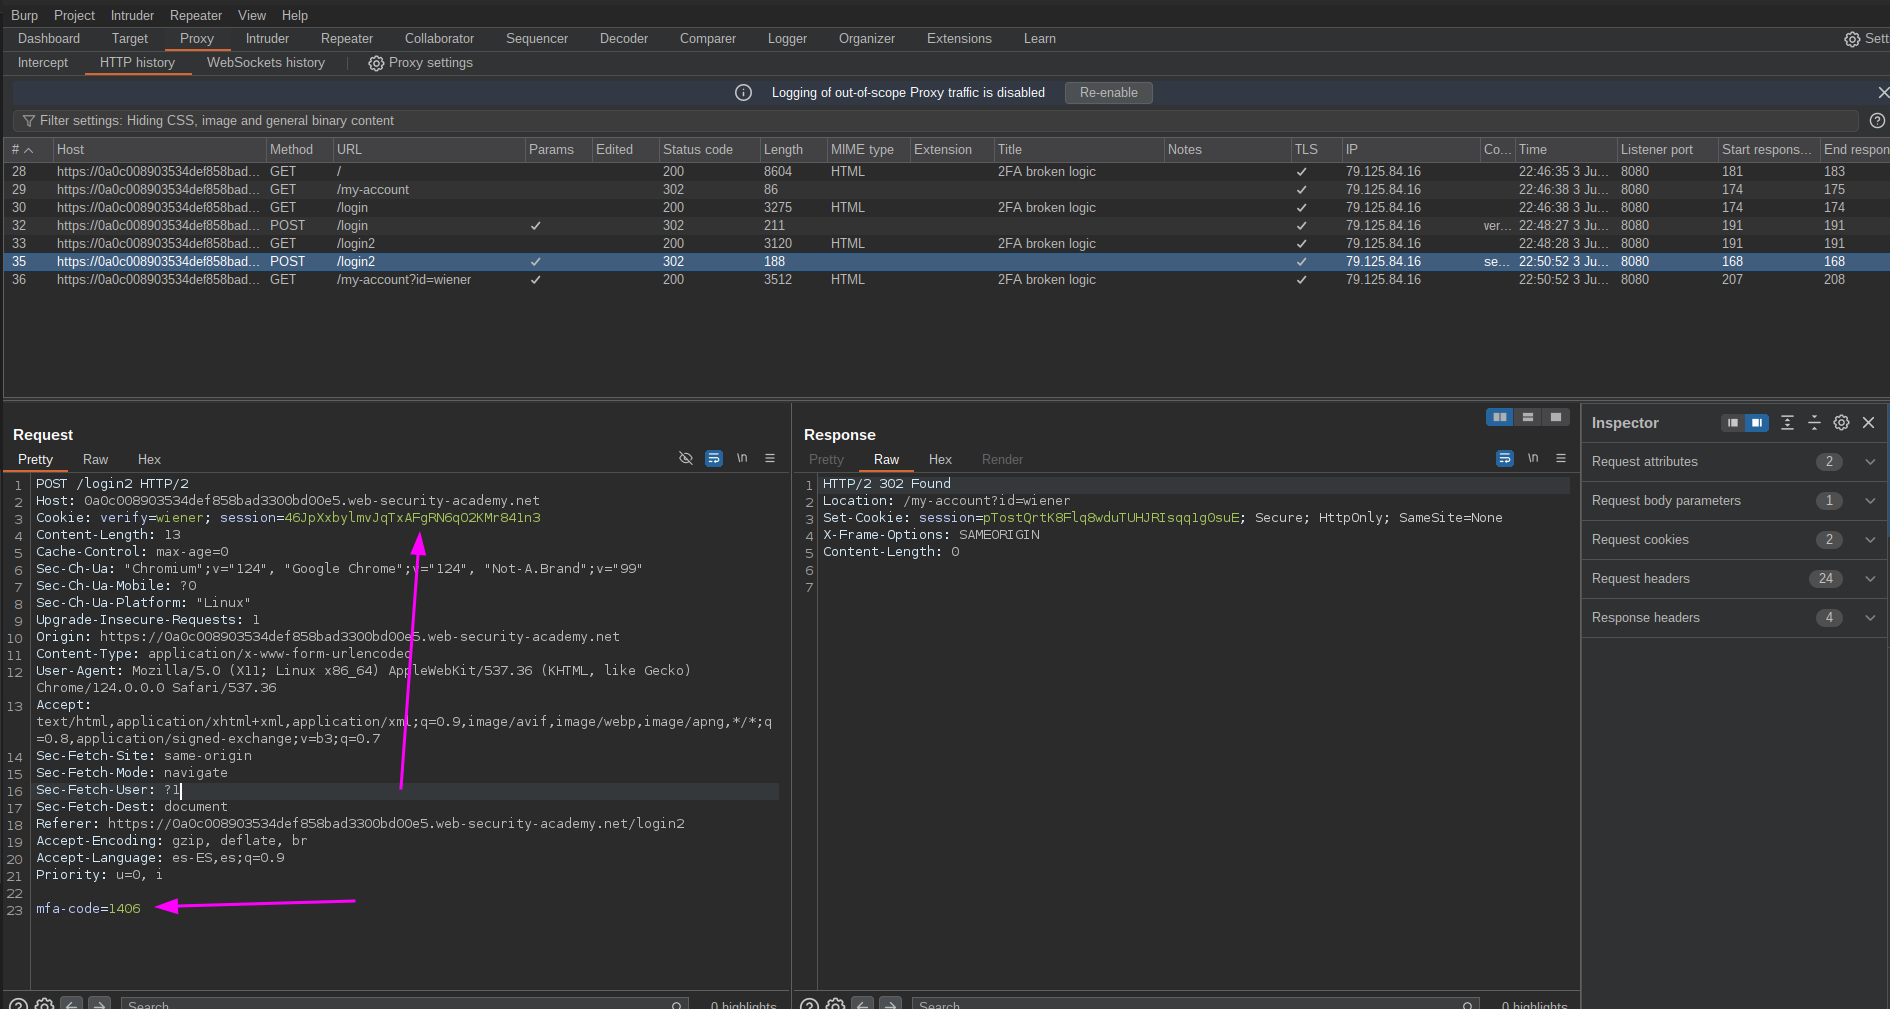 Burp Project Intruder Repeater View Help
Dashboard Target Proxy Intruder Repeater Collaborator Sequencer Decoder Comparer Logger Organizer Extensions Learn Sett
Intercept HTTP history WebSockets history Proxy settings
Logging of out-of-scope Proxy traffic is disabled Re-enable
Filter settings: Hiding CSS, image and general binary content
# Host Method URL Params Edited Status code Length MIME type Extension Title Notes TLS IP Co... Time Listener port Start respons... End respon
28 https://0a0c008903534def858bad... GET / 200 8604 HTML 2FA broken logic ✓ 79.125.84.16 22:46:35 3 Ju... 8080 181 183
29 https://0a0c008903534def858bad... GET /my-account 302 86 ✓ 79.125.84.16 22:46:38 3 Ju... 8080 174 175
30 https://0a0c008903534def858bad... GET /login 200 3275 HTML 2FA broken logic ✓ 79.125.84.16 22:46:38 3 Ju... 8080 174 174
32 https://0a0c008903534def858bad... POST /login ✓ 302 211 ✓ 79.125.84.16 ver... 22:48:27 3 Ju... 8080 191 191
33 https://0a0c008903534def858bad... GET /login2 200 3120 HTML 2FA broken logic ✓ 79.125.84.16 22:48:28 3 Ju... 8080 191 191
35 https://0a0c008903534def858bad... POST /login2 ✓ 302 188 ✓ 79.125.84.16 se... 22:50:52 3 Ju... 8080 168 168
36 https://0a0c008903534def858bad... GET /my-account?id=wiener ✓ 200 3512 HTML 2FA broken logic ✓ 79.125.84.16 22:50:52 3 Ju... 8080 207 208
Request
Pretty Raw Hex \n
1 POST /login2 HTTP/2
2 Host: 0a0c008903534def858bad3300bd00e5.web-security-academy.net
3 Cookie: verify=wiener; session=46JpXxbylmvJqTxAFgRN6qO2KMr841n3
4 Content-Length: 13
5 Cache-Control: max-age=0
6 Sec-Ch-Ua: "Chromium";v="124", "Google Chrome";v="124", "Not-A.Brand";v="99"
7 Sec-Ch-Ua-Mobile: ?0
8 Sec-Ch-Ua-Platform: "Linux"
9 Upgrade-Insecure-Requests: 1
10 Origin: https://0a0c008903534def858bad3300bd00e5.web-security-academy.net
11 Content-Type: application/x-www-form-urlencoded
12 User-Agent: Mozilla/5.0 (X11; Linux x86_64) AppleWebKit/537.36 (KHTML, like Gecko)
Chrome/124.0.0.0 Safari/537.36
13 Accept:
text/html,application/xhtml+xml,application/xml;q=0.9,image/avif,image/webp,image/apng,*/*;q
=0.8,application/signed-exchange;v=b3;q=0.7
14 Sec-Fetch-Site: same-origin
15 Sec-Fetch-Mode: navigate
16 Sec-Fetch-User: ?1
17 Sec-Fetch-Dest: document
18 Referer: https://0a0c008903534def858bad3300bd00e5.web-security-academy.net/login2
19 Accept-Encoding: gzip, deflate, br
20 Accept-Language: es-ES,es;q=0.9
21 Priority: u=0, i
22
23 mfa-code=1406
Search 0 highlights
Response
Pretty Raw Hex Render \n
1 HTTP/2 302 Found
2 Location: /my-account?id=wiener
3 Set-Cookie: session=pTostQrtK8Flq8wduTUHJRIsqq1g0suE; Secure; HttpOnly; SameSite=None
4 X-Frame-Options: SAMEORIGIN
5 Content-Length: 0
6
7
Search 0 highlights
Inspector
Request attributes 2
Request body parameters 1
Request cookies 2
Request headers 24
Response headers 4